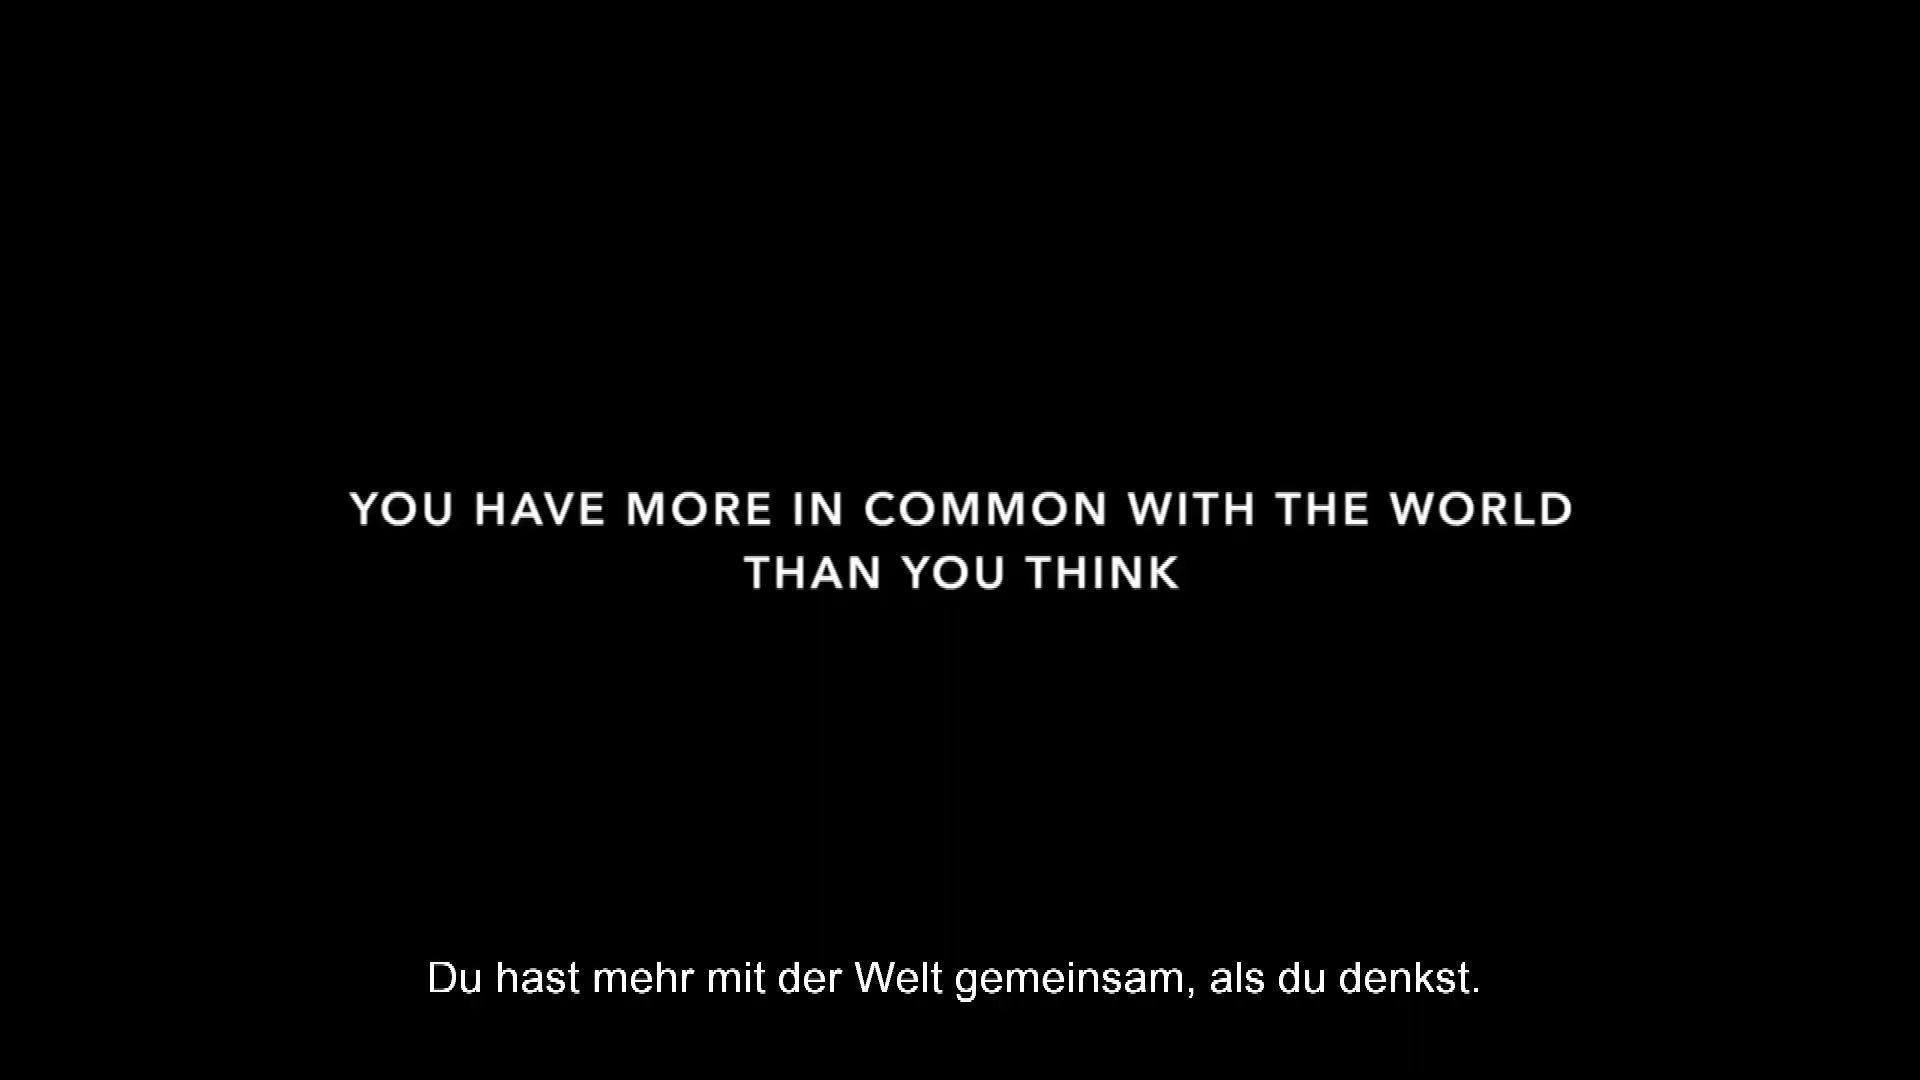 YOU HAVE MORE IN COMMON WITH THE WORLD
THAN YOU THINK
Du hast mehr mit der Welt gemeinsam, als du denkst.